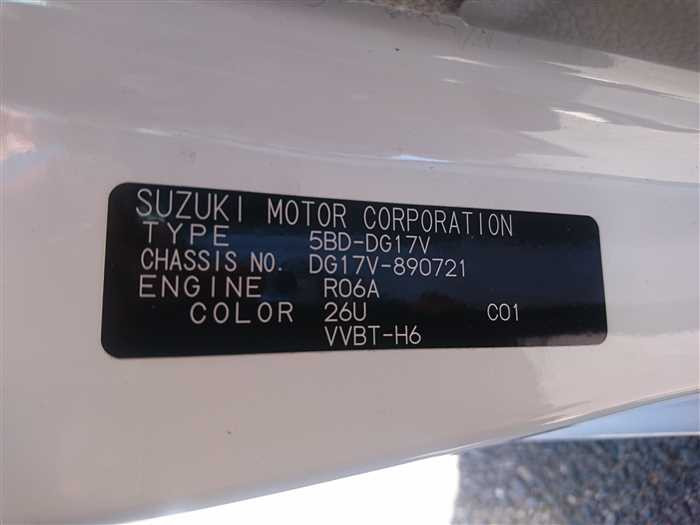 SUZUKI MOTOR CORPORATION
TYPE 5BD-DG17V
CHASSIS NO. DG17V-890721
ENGINE R06A
COLOR 26U C01
VVBT-H6